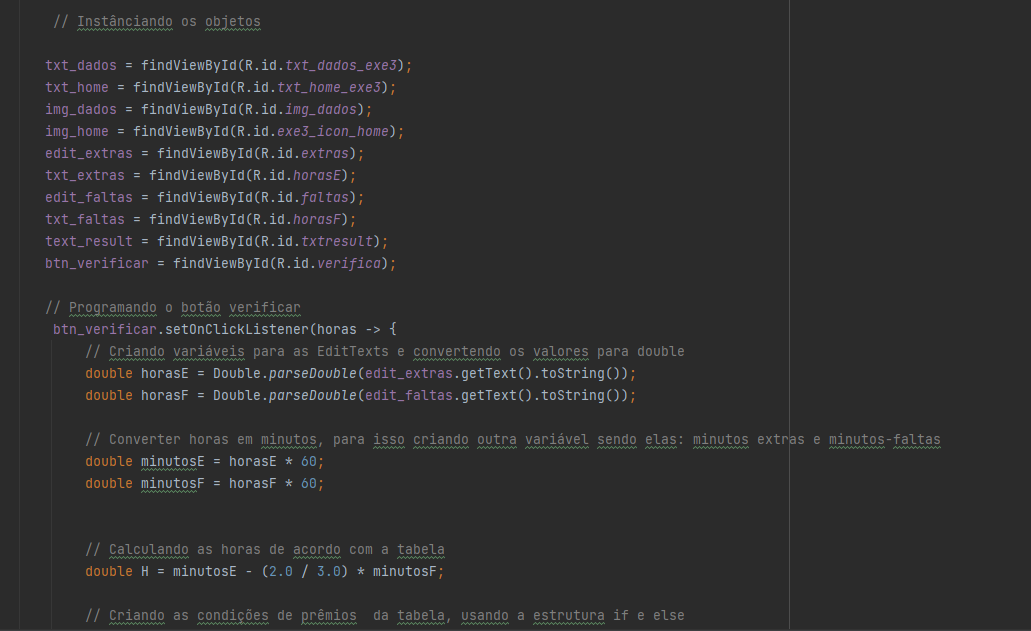 // Instânciando os objetos
txt_dados = findViewById(R.id.txt_dados_exe3);
txt_home = findViewById(R.id.txt_home_exe3);
img_dados = findViewById(R.id.img_dados);
img_home = findViewById(R.id.exe3_icon_home);
edit_extras = findViewById(R.id.extras);
txt_extras = findViewById(R.id.horasE);
edit_faltas = findViewById(R.id.faltas);
txt_faltas = findViewById(R.id.horasF);
text_result = findViewById(R.id.txtresult);
btn_verificar = findViewById(R.id.verifica);
// Programando o botão verificar
btn_verificar.setOnClickListener(horas -> {
// Criando variáveis para as EditTexts e convertendo os valores para double
double horasE = Double.parseDouble(edit_extras.getText().toString());
double horasF = Double.parseDouble(edit_faltas.getText().toString());
// Converter horas em minutos, para isso criando outra variável sendo elas: minutos extras e minutos-faltas
double minutosE = horasE * 60;
double minutosF = horasF * 60;
// Calculando as horas de acordo com a tabela
double H = minutosE - (2.0 / 3.0) * minutosF;
// Criando as condições de prêmios  da tabela, usando a estrutura if e else